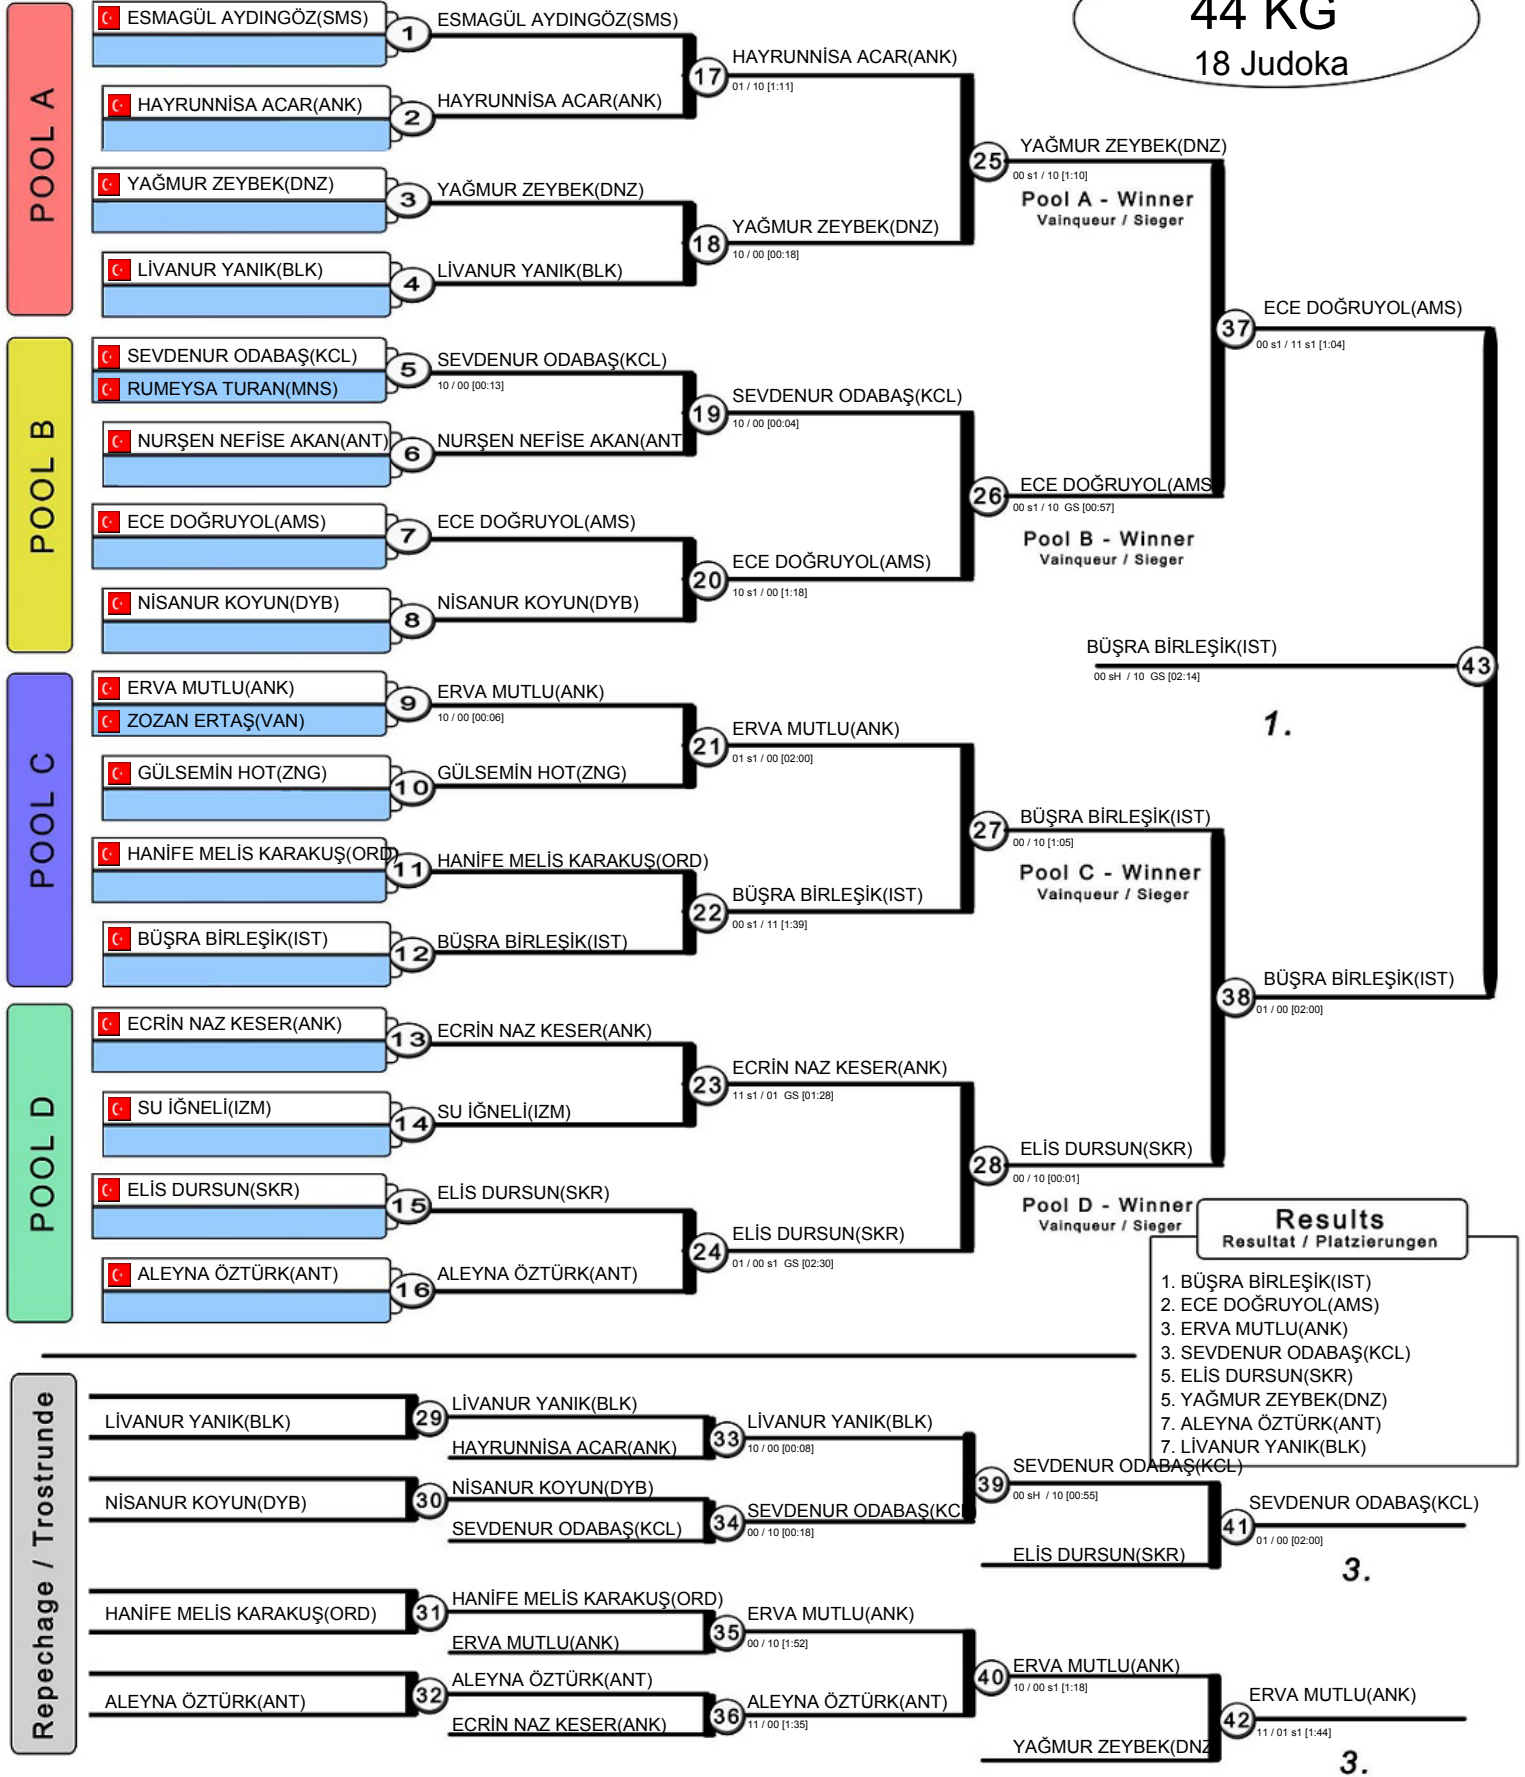 44 KG
18 Judoka
POOL A
ESMAGÜL AYDINGÖZ(SMS)
1
HAYRUNNİSA ACAR(ANK)
2
YAĞMUR ZEYBEK(DNZ)
3
LİVANUR YANIK(BLK)
4
POOL B
SEVDENUR ODABAŞ(KCL)
RUMEYSA TURAN(MNS)
5
NURŞEN NEFİSE AKAN(ANT)
6
ECE DOĞRUYOL(AMS)
7
NİSANUR KOYUN(DYB)
8
POOL C
ERVA MUTLU(ANK)
ZOZAN ERTAŞ(VAN)
9
GÜLSEMİN HOT(ZNG)
10
HANİFE MELİS KARAKUŞ(ORD)
11
BÜŞRA BİRLEŞİK(IST)
12
POOL D
ECRİN NAZ KESER(ANK)
13
SU İĞNELİ(IZM)
14
ELİS DURSUN(SKR)
15
ALEYNA ÖZTÜRK(ANT)
16
ESMAGÜL AYDINGÖZ(SMS)
HAYRUNNİSA ACAR(ANK)
17
YAĞMUR ZEYBEK(DNZ)
LİVANUR YANIK(BLK)
18
SEVDENUR ODABAŞ(KCL)
10 / 00 [00:13]
NURŞEN NEFİSE AKAN(ANT
19
ECE DOĞRUYOL(AMS)
NİSANUR KOYUN(DYB)
20
ERVA MUTLU(ANK)
10 / 00 [00:06]
GÜLSEMİN HOT(ZNG)
21
HANİFE MELİS KARAKUŞ(ORD)
BÜŞRA BİRLEŞİK(IST)
22
ECRİN NAZ KESER(ANK)
SU İĞNELİ(IZM)
23
ELİS DURSUN(SKR)
ALEYNA ÖZTÜRK(ANT)
24
HAYRUNNİSA ACAR(ANK)
01 / 10 [1:11]
YAĞMUR ZEYBEK(DNZ)
10 / 00 [00:18]
25
SEVDENUR ODABAŞ(KCL)
10 / 00 [00:04]
ECE DOĞRUYOL(AMS)
10 s1 / 00 [1:18]
26
ERVA MUTLU(ANK)
01 s1 / 00 [02:00]
BÜŞRA BİRLEŞİK(IST)
00 s1 / 11 [1:39]
27
ECRİN NAZ KESER(ANK)
11 s1 / 01 GS [01:28]
ELİS DURSUN(SKR)
01 / 00 s1 GS [02:30]
28
YAĞMUR ZEYBEK(DNZ)
00 s1 / 10 [1:10]
Pool A - Winner
Vainqueur / Sieger
ECE DOĞRUYOL(AMS
00 s1 / 10 GS [00:57]
Pool B - Winner
Vainqueur / Sieger
37
BÜŞRA BİRLEŞİK(IST)
00 / 10 [1:05]
Pool C - Winner
Vainqueur / Sieger
ELİS DURSUN(SKR)
00 / 10 [00:01]
Pool D - Winner
Vainqueur / Sieger
38
ECE DOĞRUYOL(AMS)
00 s1 / 11 s1 [1:04]
BÜŞRA BİRLEŞİK(IST)
01 / 00 [02:00]
43
BÜŞRA BİRLEŞİK(IST)
00 sH / 10 GS [02:14]
1.
Results
Resultat / Platzierungen
1. BÜŞRA BİRLEŞİK(IST)
2. ECE DOĞRUYOL(AMS)
3. ERVA MUTLU(ANK)
3. SEVDENUR ODABAŞ(KCL)
5. ELİS DURSUN(SKR)
5. YAĞMUR ZEYBEK(DNZ)
7. ALEYNA ÖZTÜRK(ANT)
7. LİVANUR YANIK(BLK)
Repechage / Trostrunde
LİVANUR YANIK(BLK)
29
NİSANUR KOYUN(DYB)
30
HANİFE MELİS KARAKUŞ(ORD)
31
ALEYNA ÖZTÜRK(ANT)
32
LİVANUR YANIK(BLK)
HAYRUNNİSA ACAR(ANK)
33
NİSANUR KOYUN(DYB)
SEVDENUR ODABAŞ(KCL)
34
HANİFE MELİS KARAKUŞ(ORD)
ERVA MUTLU(ANK)
35
ALEYNA ÖZTÜRK(ANT)
ECRİN NAZ KESER(ANK)
36
LİVANUR YANIK(BLK)
10 / 00 [00:08]
SEVDENUR ODABAŞ(KCL
00 / 10 [00:18]
39
ERVA MUTLU(ANK)
00 / 10 [1:52]
ALEYNA ÖZTÜRK(ANT)
11 / 00 [1:35]
40
SEVDENUR ODABAŞ(KCL)
00 sH / 10 [00:55]
ELİS DURSUN(SKR)
41
ERVA MUTLU(ANK)
10 / 00 s1 [1:18]
YAĞMUR ZEYBEK(DNZ
42
SEVDENUR ODABAŞ(KCL)
01 / 00 [02:00]
3.
ERVA MUTLU(ANK)
11 / 01 s1 [1:44]
3.